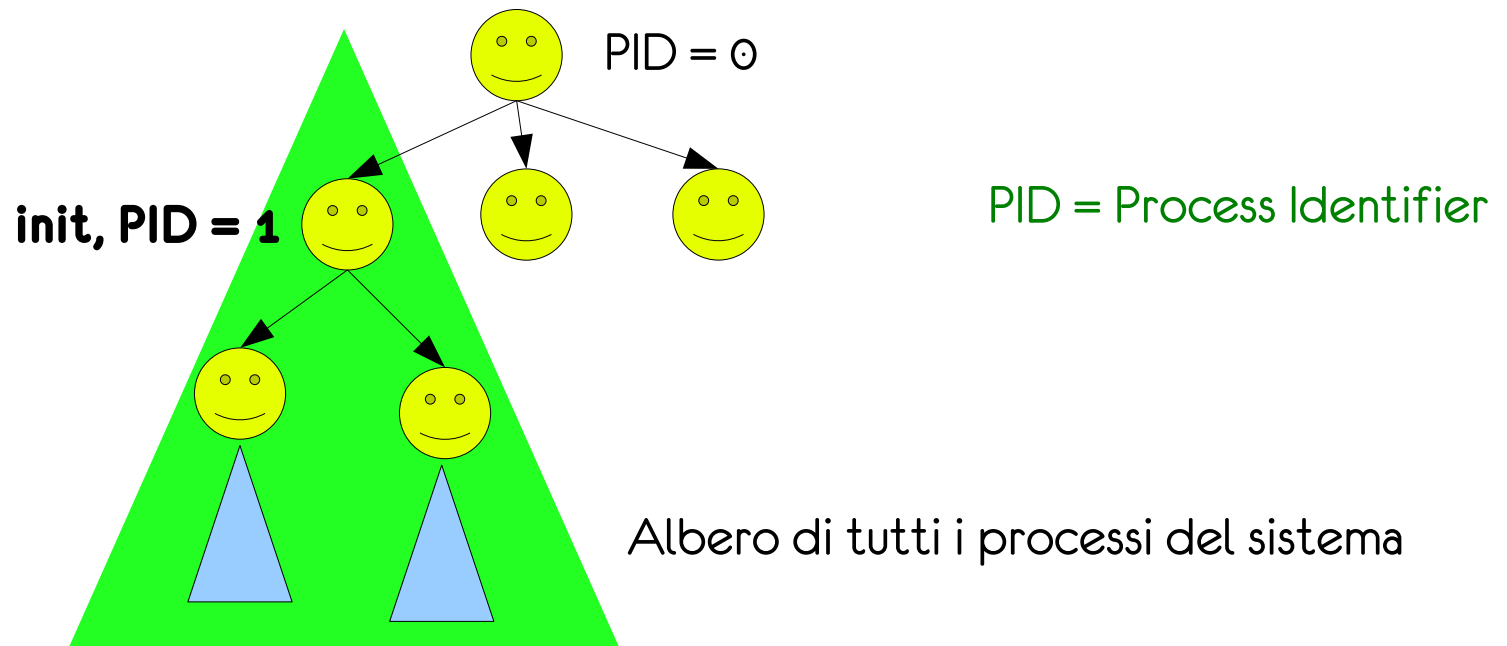 PID = 0
init, PID = 1
PID = Process Identifier
Albero di tutti i processi del sistema